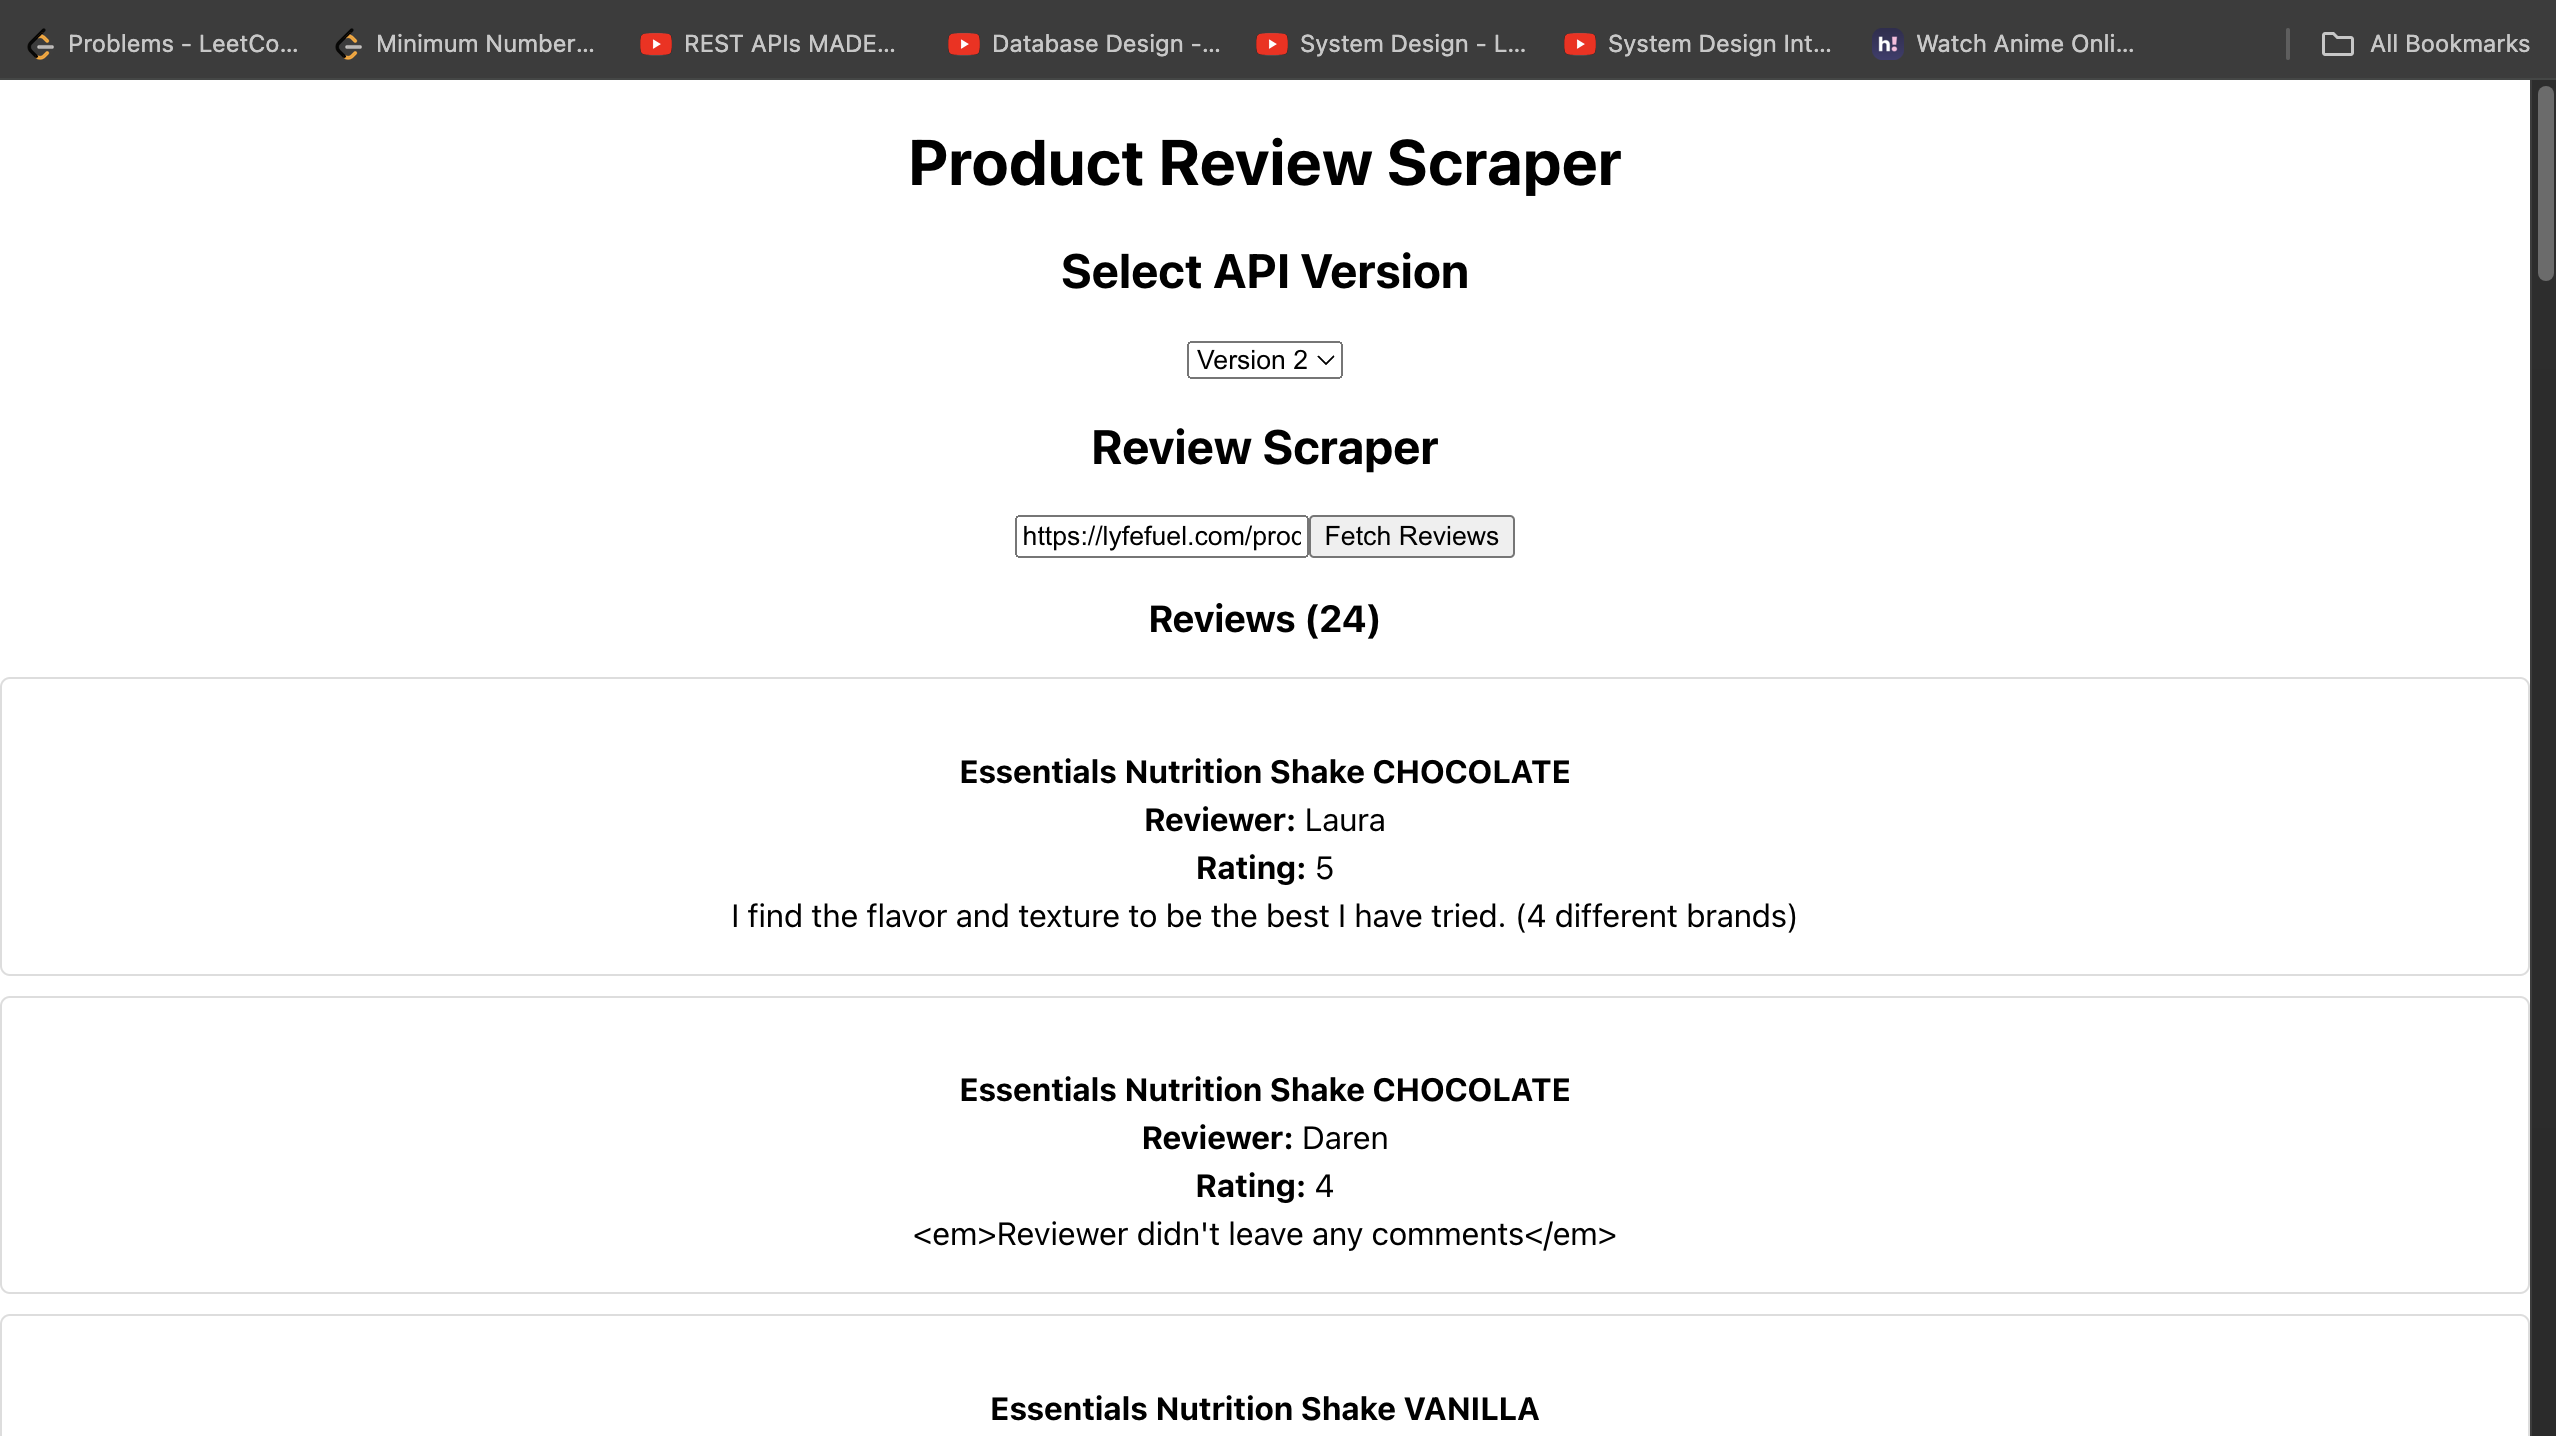 Problems - LeetCo... Minimum Number... REST APIs MADE... Database Design -... System Design - L... System Design Int... h! Watch Anime Onli... All Bookmarks
Product Review Scraper
Select API Version
Version 2
Review Scraper
https://lyfefuel.com/proc Fetch Reviews
Reviews (24)
Essentials Nutrition Shake CHOCOLATE
Reviewer: Laura
Rating: 5
I find the flavor and texture to be the best I have tried. (4 different brands)
Essentials Nutrition Shake CHOCOLATE
Reviewer: Daren
Rating: 4
<em>Reviewer didn't leave any comments</em>
Essentials Nutrition Shake VANILLA